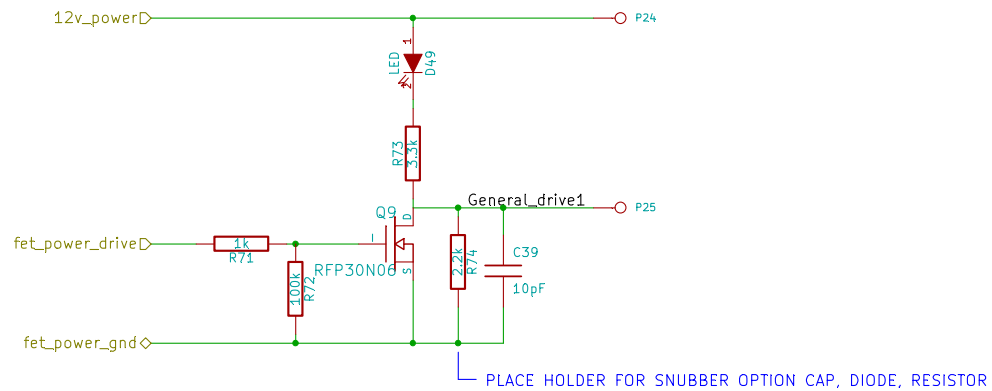 12v_power
P24
1
LED
D49
2
R73
3.3k
General_drive1
P25
Q9
D
fet_power_drive
1k
R71
I
RFP30N06
S
100k
R72
2.2k
R74
C39
10pF
fet_power_gnd
PLACE HOLDER FOR SNUBBER OPTION CAP, DIODE, RESISTOR